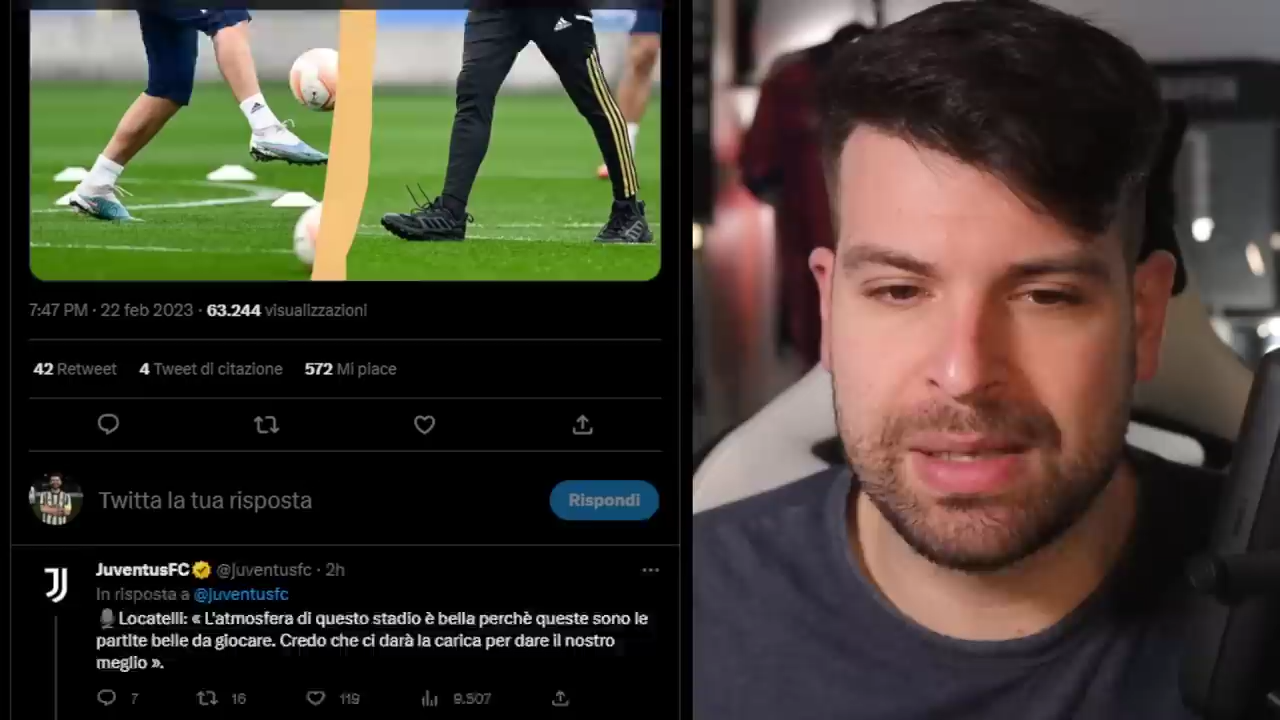 7:47 PM · 22 feb 2023 · 63.244 visualizzazioni
42 Retweet 4 Tweet di citazione 572 Mi piace
Twitta la tua risposta
Rispondi
JuventusFC @juventusfc · 2h
In risposta a @juventusfc
Locatelli: « L'atmosfera di questo stadio è bella perchè queste sono le
partite belle da giocare. Credo che ci darà la carica per dare il nostro
meglio ».
7 16 119 9.507